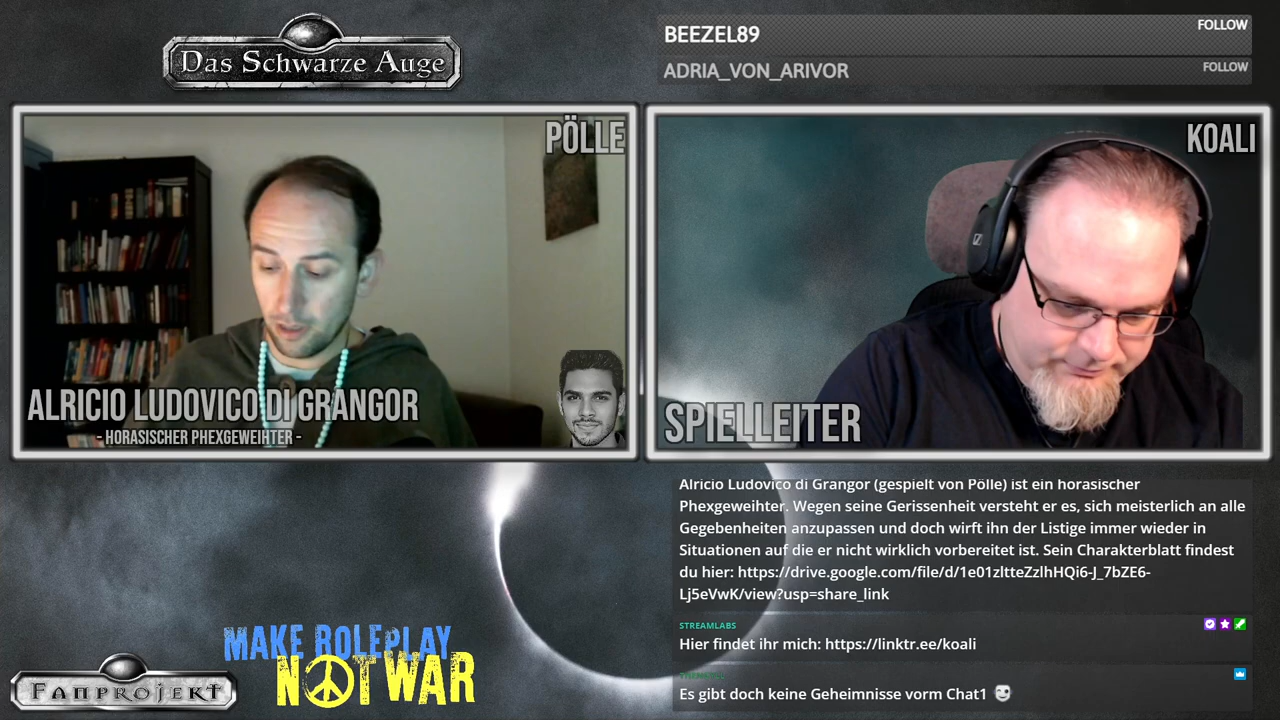 Das Schwarze Auge
BEEZEL89
FOLLOW
ADRIA_VON_ARIVOR
FOLLOW
PÖLLE
ALRICIO LUDOVICO DI GRANGOR
- HORASISCHER PHEXGEWEIHTER -
KOALI
SPIELLEITER
Alricio Ludovico di Grangor (gespielt von Pölle) ist ein horasischer
Phexgeweihter. Wegen seine Gerissenheit versteht er es, sich meisterlich an alle
Gegebenheiten anzupassen und doch wirft ihn der Listige immer wieder in
Situationen auf die er nicht wirklich vorbereitet ist. Sein Charakterblatt findest
du hier: https://drive.google.com/file/d/1e01zltteZzlhHQi6-J_7bZE6-
Lj5eVwK/view?usp=share_link
STREAMLABS
Hier findet ihr mich: https://linktr.ee/koali
Es gibt doch keine Geheimnisse vorm Chat1
MAKE ROLEPLAY
NOT WAR
FANPROJEKT